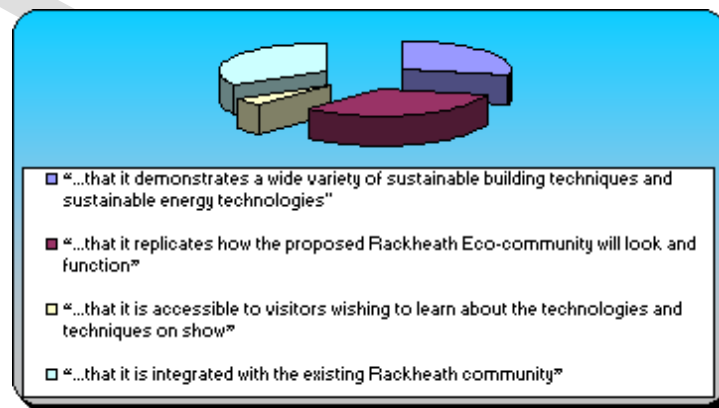 “...that it demonstrates a wide variety of sustainable building techniques and
sustainable energy technologies”
“...that it replicates how the proposed Rackheath Eco-community will look and
function”
“...that it is accessible to visitors wishing to learn about the technologies and
techniques on show”
“...that it is integrated with the existing Rackheath community”